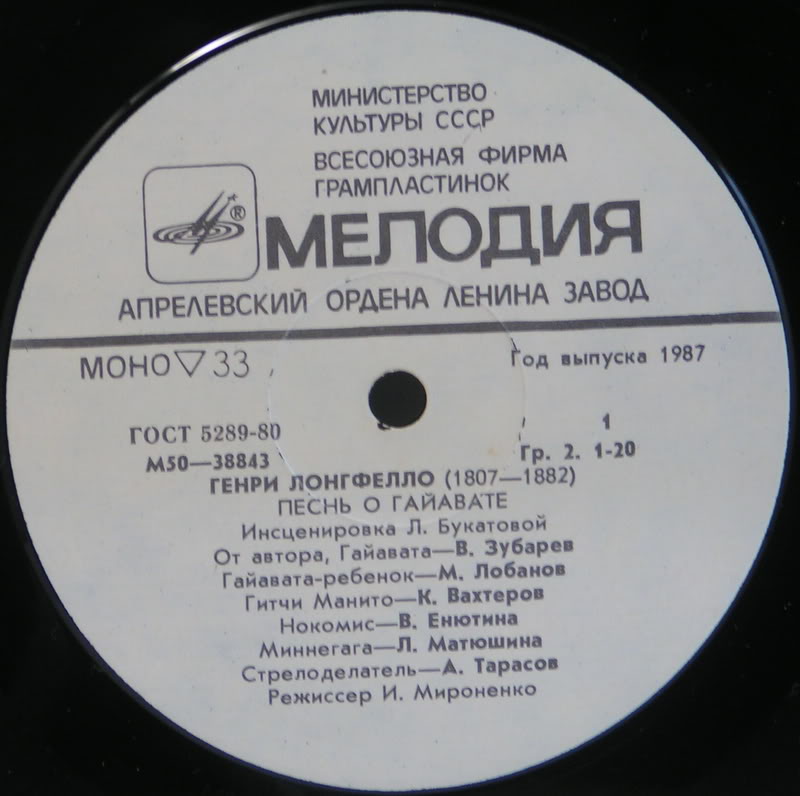 МИНИСТЕРСТВО
КУЛЬТУРЫ СССР
ВСЕСОЮЗНАЯ ФИРМА
ГРАМПЛАСТИНОК
®
МЕЛОДИЯ
АПРЕЛЕВСКИЙ ОРДЕНА ЛЕНИНА ЗАВОД
МОНО ▽ 33
Год выпуска 1987
ГОСТ 5289-80
1
М50—38843
Гр. 2. 1-20
ГЕНРИ ЛОНГФЕЛЛО (1807—1882)
ПЕСНЬ О ГАЙАВАТЕ
Инсценировка Л. Букатовой
От автора, Гайавата—В. Зубарев
Гайавата-ребенок—М. Лобанов
Гитчи Манито—К. Вахтеров
Нокомис—В. Енютина
Миннегага—Л. Матюшина
Стрелоделатель—А. Тарасов
Режиссер И. Мироненко